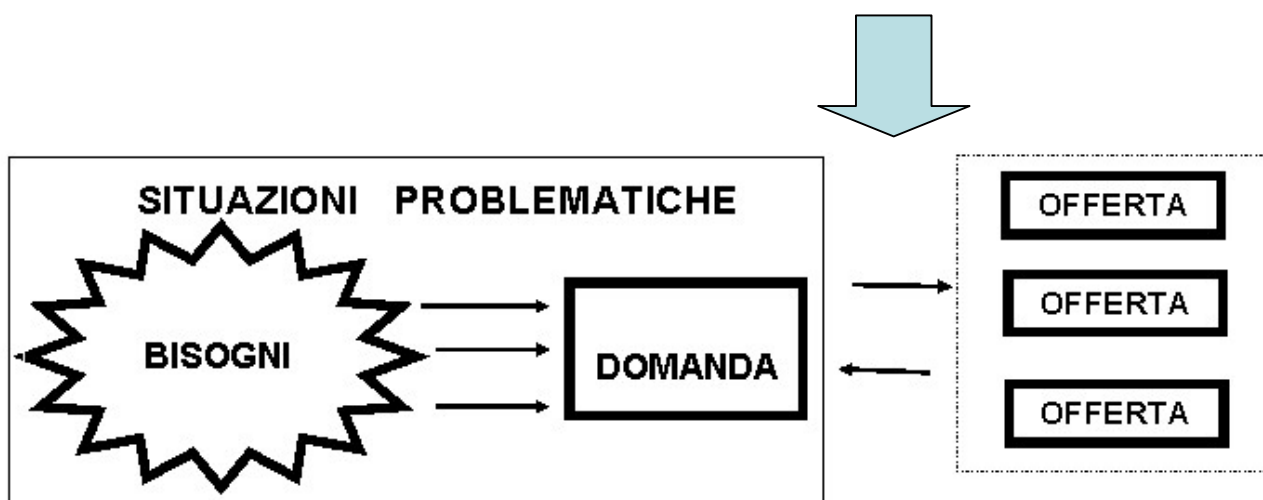 SITUAZIONI PROBLEMATICHE
BISOGNI
DOMANDA
OFFERTA
OFFERTA
OFFERTA